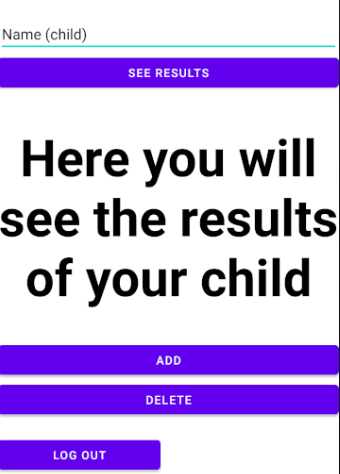 Name (child)
SEE RESULTS
Here you will
see the results
of your child
ADD
DELETE
LOG OUT